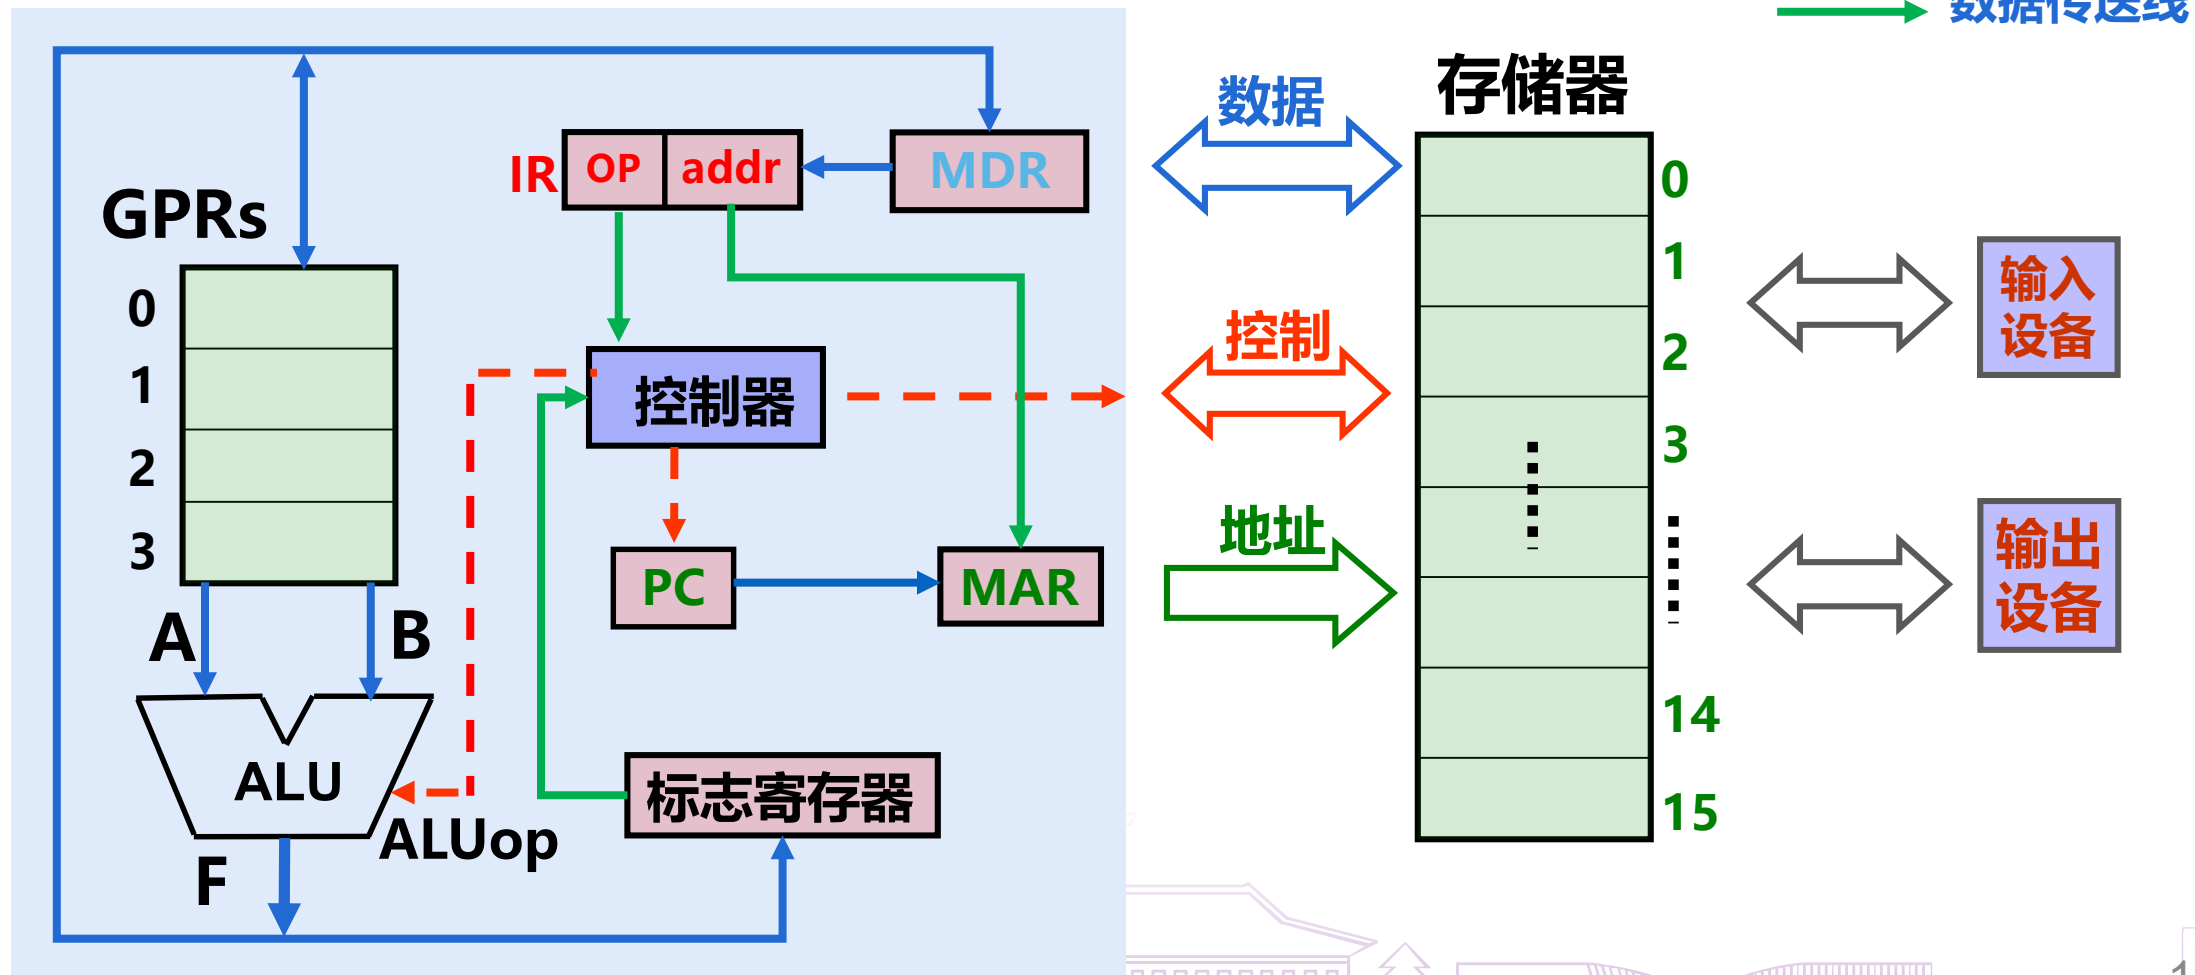 数据传送线
存储器
数据
IR
OP
addr
MDR
GPRs
0
1
2
3
控制器
控制
PC
MAR
地址
0
1
2
3
14
15
输入
设备
输出
设备
A
B
ALU
ALUop
F
标志寄存器